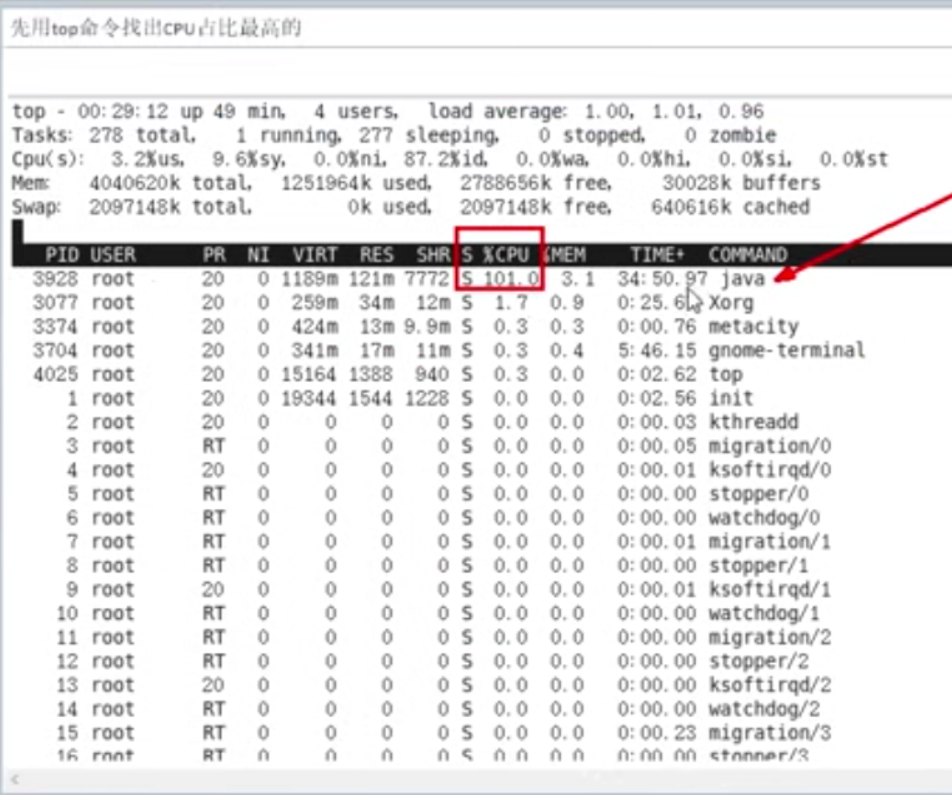 先用top命令找出CPU占比最高的
top - 00:29:12 up 49 min, 4 users, load average: 1.00, 1.01, 0.96
Tasks: 278 total, 1 running, 277 sleeping, 0 stopped, 0 zombie
Cpu(s): 3.2%us, 9.6%sy, 0.0%ni, 87.2%id, 0.0%wa, 0.0%hi, 0.0%si, 0.0%st
Mem: 4040620k total, 1251964k used, 2788656k free, 30028k buffers
Swap: 2097148k total, 0k used, 2097148k free, 640616k cached
PID USER PR NI VIRT RES SHR S %CPU %MEM TIME+ COMMAND
3928 root 20 0 1189m 121m 7772 S 101.0 3.1 34:50.97 java
3077 root 20 0 259m 34m 12m S 1.7 0.9 Xorg
3374 root 20 0 424m 13m 9.9m S 0.3 0.3 0:00.76 metacity
3704 root 20 0 341m 17m 11m S 0.3 0.4 5:46.15 gnome-terminal
4025 root 20 0 15164 1388 940 S 0.3 0.0 0:02.62 top
1 root 20 0 19344 1544 1228 S 0.0 0.0 0:02.56 init
2 root 20 0 0 0 0 S 0.0 0.0 0:00.03 kthreadd
3 root RT 0 0 0 0 S 0.0 0.0 0:00.05 migration/0
4 root 20 0 0 0 0 S 0.0 0.0 0:00.01 ksoftirqd/0
5 root RT 0 0 0 0 S 0.0 0.0 0:00.00 stopper/0
6 root RT 0 0 0 0 S 0.0 0.0 0:00.00 watchdog/0
7 root RT 0 0 0 0 S 0.0 0.0 0:00.01 migration/1
8 root RT 0 0 0 0 S 0.0 0.0 0:00.00 stopper/1
9 root 20 0 0 0 0 S 0.0 0.0 0:00.01 ksoftirqd/1
10 root RT 0 0 0 0 S 0.0 0.0 0:00.00 watchdog/1
11 root RT 0 0 0 0 S 0.0 0.0 0:00.00 migration/2
12 root RT 0 0 0 0 S 0.0 0.0 0:00.00 stopper/2
13 root 20 0 0 0 0 S 0.0 0.0 0:00.00 ksoftirqd/2
14 root RT 0 0 0 0 S 0.0 0.0 0:00.00 watchdog/2
15 root RT 0 0 0 0 S 0.0 0.0 0:00.23 migration/3
16 root RT 0 0 0 0 S 0.0 0.0 0:00.00 stopper/3